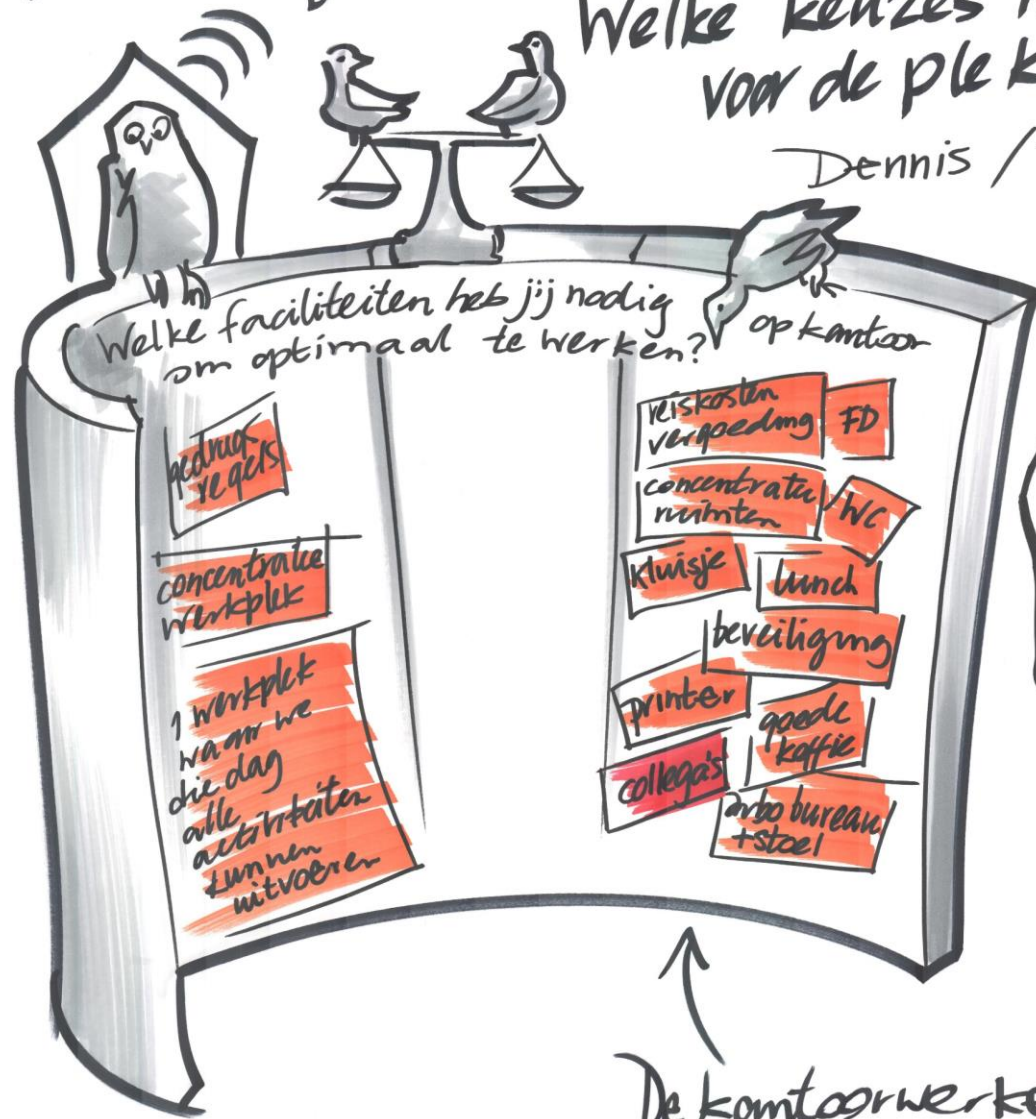 Welke keuzes
voor de plek
Dennis /
Welke faciliteiten heb jij nodig
om optimaal te werken?
op kantoor
gedrags
regels
concentratie
werkplek
1 werkplek
waar we
die dag
alle
activiteiten
kunnen
uitvoeren
reiskosten
vergoeding
FD
concentratie
ruimten
WC
kluisje
lunch
beveiliging
printer
goede
koffie
collega's
arbo bureau
+stoel
De kantoorwerk